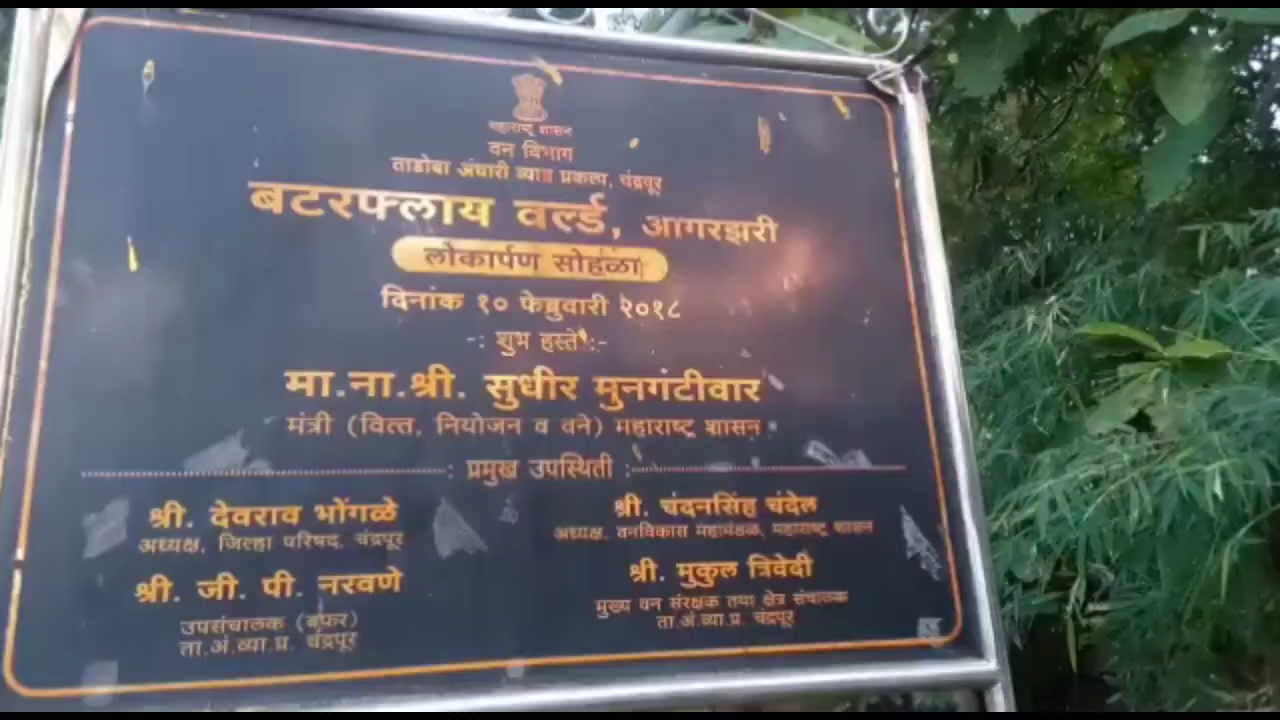 महाराष्ट्र शासन
वन विभाग
ताडोबा अंधारी व्याघ्र प्रकल्प, चंद्रपूर
बटरफ्लाय वर्ल्ड, आगरझरी
लोकार्पण सोहळा
दिनांक १० फेब्रुवारी २०१८
-: शुभ हस्ते :-
मा.ना.श्री. सुधीर मुनगंटीवार
मंत्री (वित्त, नियोजन व वने) महाराष्ट्र शासन
: प्रमुख उपस्थिती :
श्री. देवराव भोंगळे
अध्यक्ष, जिल्हा परिषद, चंद्रपूर
श्री. चंदनसिंह चंदेल
अध्यक्ष, वनविकास महामंडळ, महाराष्ट्र शासन
श्री. जी. पी. नरवणे
उपसंचालक (बफर)
ता.अं.व्या.प्र. चंद्रपूर
श्री. मुकुल त्रिवेदी
मुख्य वन संरक्षक तथा क्षेत्र संचालक
ता.अं.व्या.प्र. चंद्रपूर